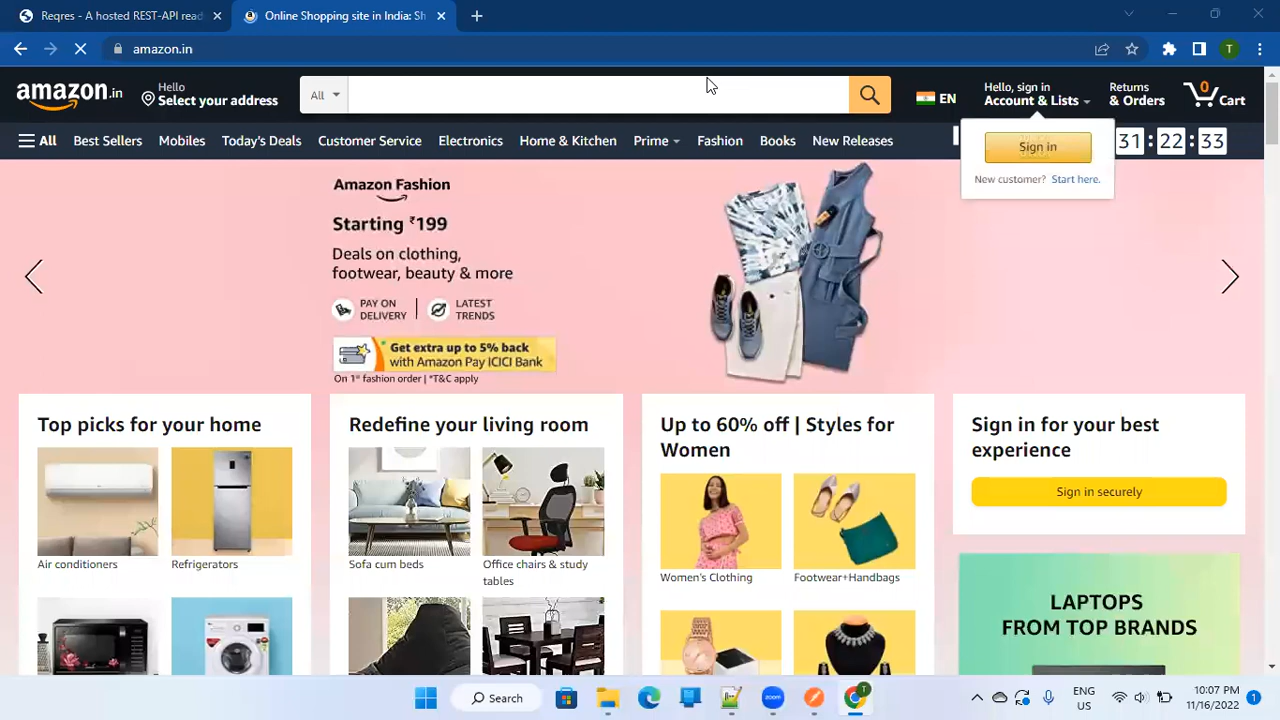 Reqres - A hosted REST-API read
Online Shopping site in India: Sh
amazon.in
T
amazon.in
Hello
Select your address
All
EN
Hello, sign in
Account & Lists
Returns
& Orders
0
Cart
All
Best Sellers
Mobiles
Today's Deals
Customer Service
Electronics
Home & Kitchen
Prime
Fashion
Books
New Releases
31 : 22 : 33
Sign in
New customer? Start here.
Amazon Fashion
Starting ₹199
Deals on clothing,
footwear, beauty & more
PAY ON
DELIVERY
LATEST
TRENDS
Get extra up to 5% back
with Amazon Pay ICICI Bank
On 1st fashion order | *T&C apply
Top picks for your home
Air conditioners
Refrigerators
Redefine your living room
Sofa cum beds
Office chairs & study
tables
Up to 60% off | Styles for
Women
Women's Clothing
Footwear+Handbags
Sign in for your best
experience
Sign in securely
LAPTOPS
FROM TOP BRANDS
Search
zoom
T
ENG
US
10:07 PM
11/16/2022
1